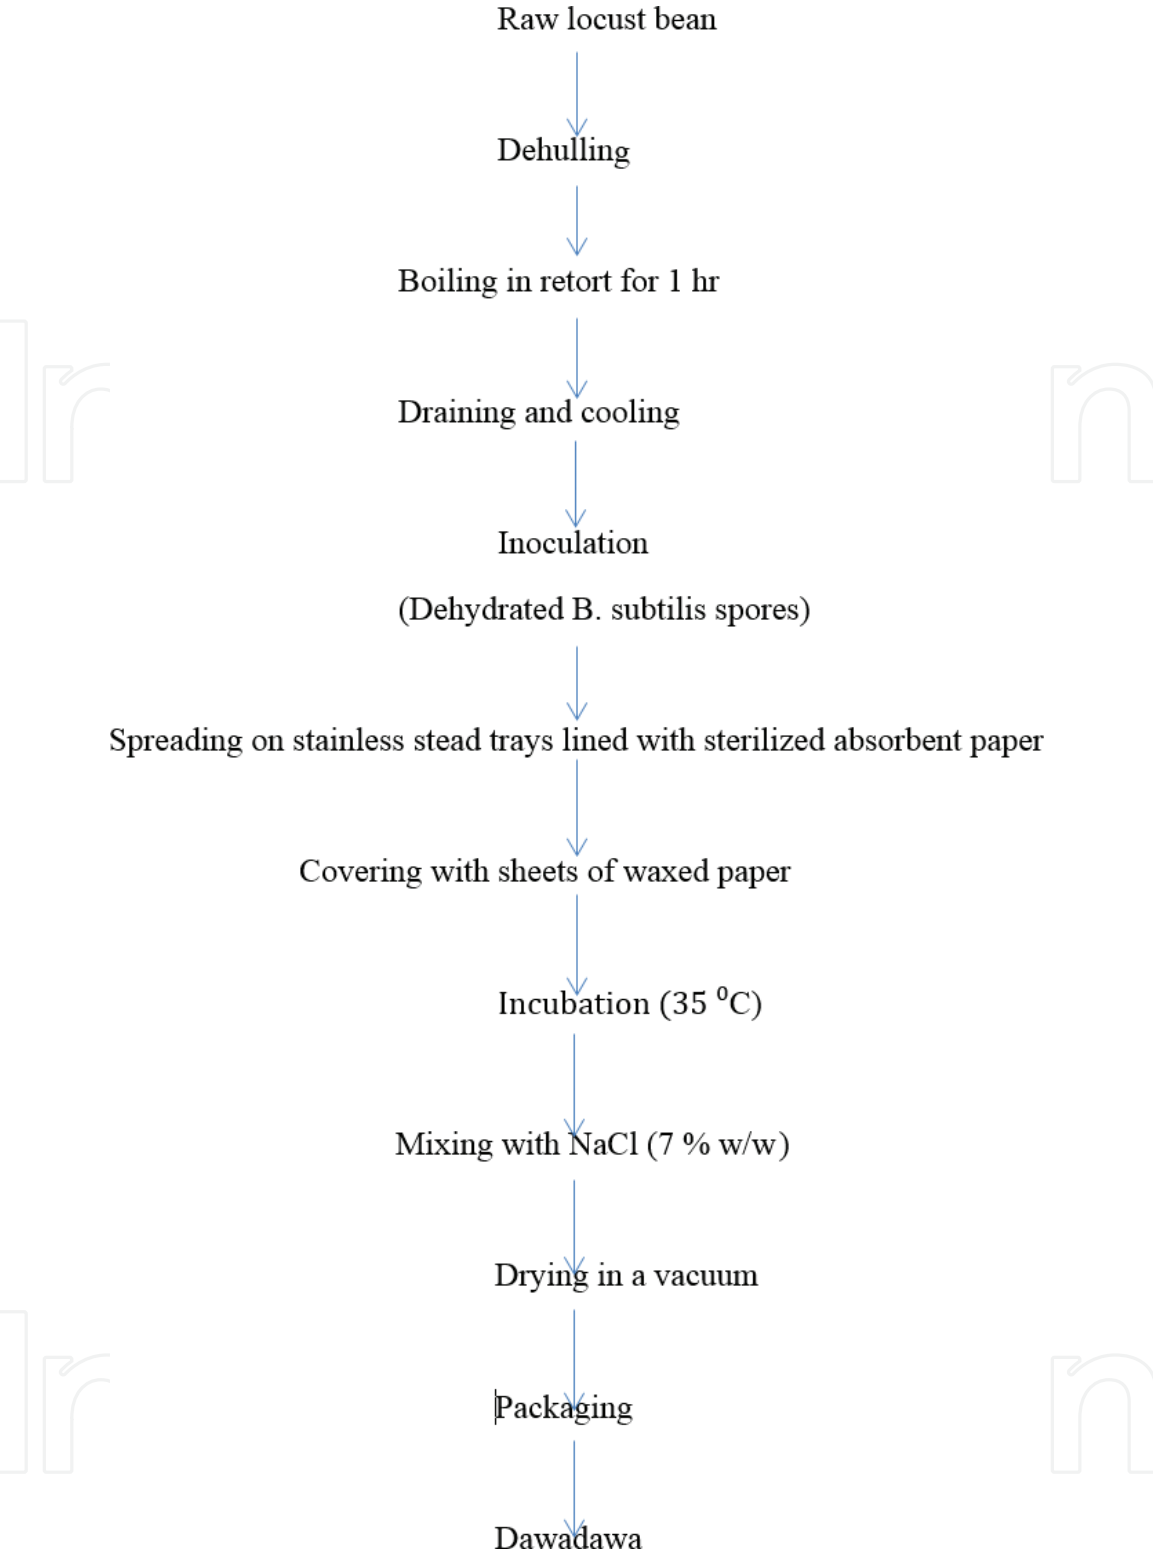 Raw locust bean
Dehulling
Boiling in retort for 1 hr
Draining and cooling
Inoculation
(Dehydrated B. subtilis spores)
Spreading on stainless stead trays lined with sterilized absorbent paper
Covering with sheets of waxed paper
Incubation (35 ⁰C)
Mixing with NaCl (7 % w/w)
Drying in a vacuum
Packaging
Dawadawa